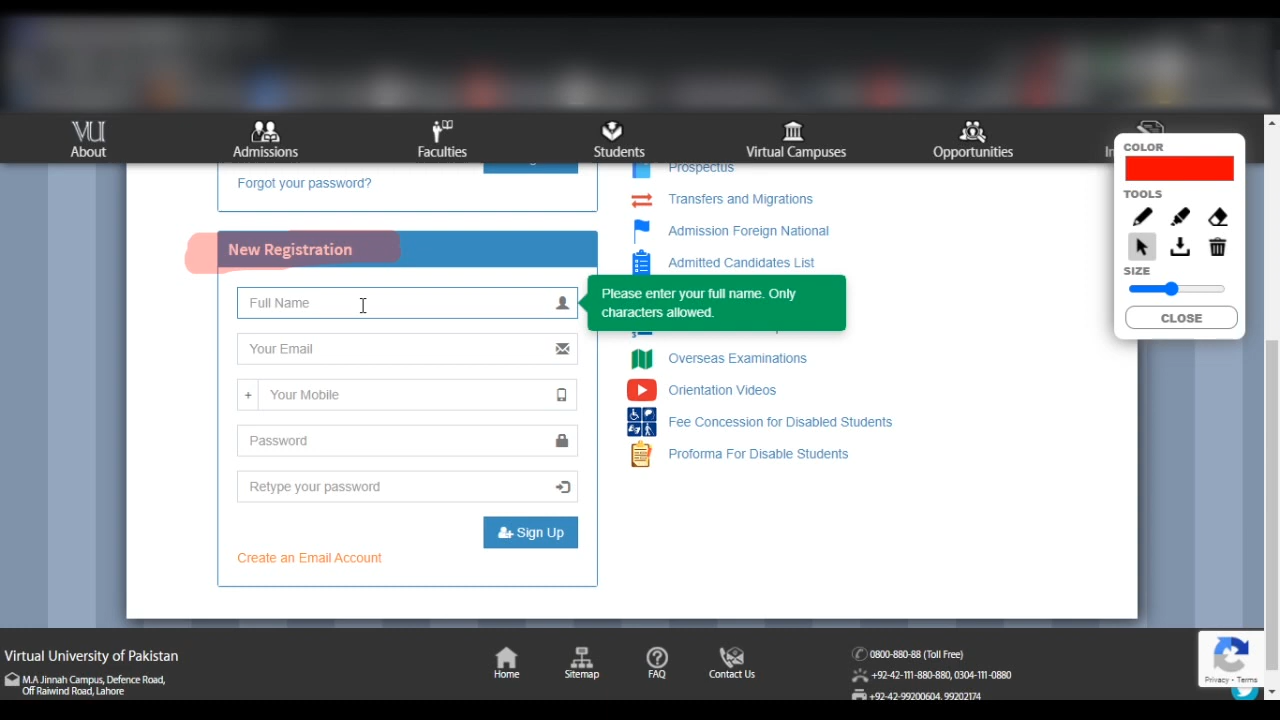 VU
About
Admissions
Faculties
Students
Virtual Campuses
Opportunities
COLOR
TOOLS
SIZE
CLOSE
Forgot your password?
New Registration
Full Name
Your Email
+ Your Mobile
Password
Retype your password
Sign Up
Create an Email Account
Prospectus
Transfers and Migrations
Admission Foreign National
Admitted Candidates List
Please enter your full name. Only
characters allowed.
Overseas Examinations
Orientation Videos
Fee Concession for Disabled Students
Proforma For Disable Students
Virtual University of Pakistan
M.A Jinnah Campus, Defence Road,
Off Raiwind Road, Lahore
Home
Sitemap
FAQ
Contact Us
0800-880-88 (Toll Free)
+92-42-111-880-880, 0304-111-0880
+92-42-99200604, 99202174
Privacy - Terms